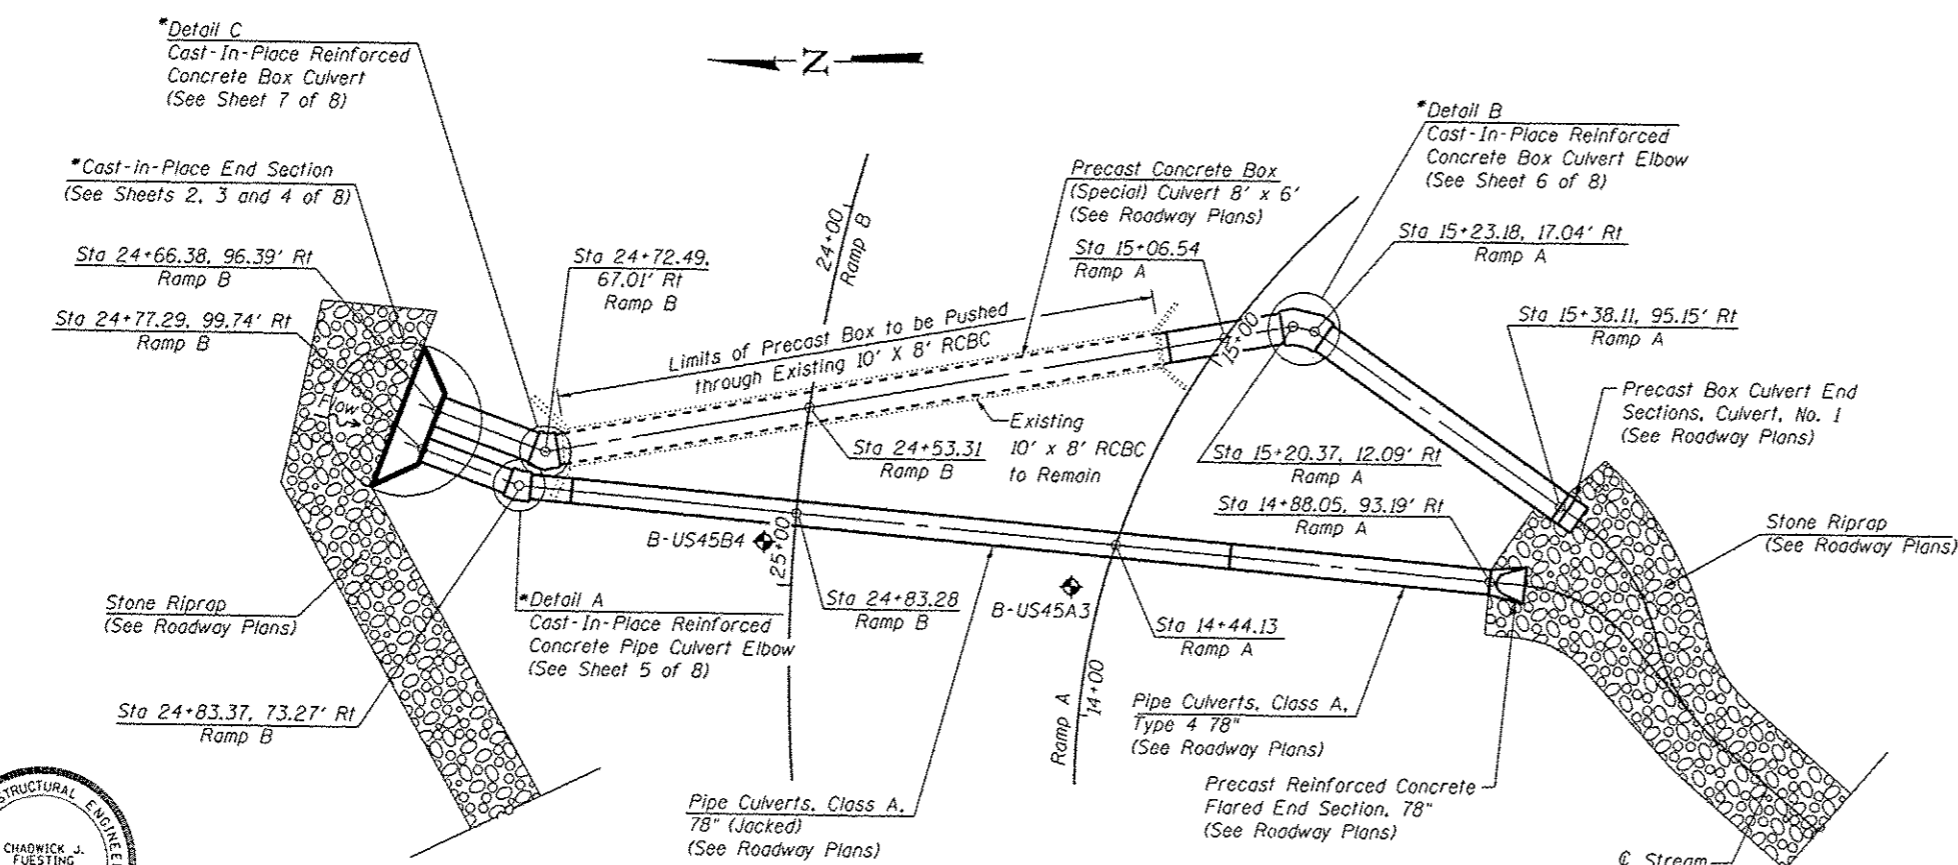 *Detail C
Cast-In-Place Reinforced
Concrete Box Culvert
(See Sheet 7 of 8)
Z
*Detail B
Cast-In-Place Reinforced
Concrete Box Culvert Elbow
(See Sheet 6 of 8)
*Cast-in-Place End Section
(See Sheets 2, 3 and 4 of 8)
Precast Concrete Box
(Special) Culvert 8' x 6'
(See Roadway Plans)
Sta 24+66.38, 96.39' Rt
Ramp B
Sta 24+72.49,
67.01' Rt
Ramp B
24+00
Ramp B
Sta 15+06.54
Ramp A
Sta 15+23.18, 17.04' Rt
Ramp A
Sta 24+77.29, 99.74' Rt
Ramp B
Limits of Precast Box to be Pushed
through Existing 10' X 8' RCBC
15+00
Sta 15+38.11, 95.15' Rt
Ramp A
Flow
Existing
10' x 8' RCBC
to Remain
Sta 24+53.31
Ramp B
Sta 15+20.37, 12.09' Rt
Ramp A
Precast Box Culvert End
Sections, Culvert, No. 1
(See Roadway Plans)
Sta 14+88.05, 93.19' Rt
Ramp A
Stone Riprap
(See Roadway Plans)
B-US45B4
25+00
B-US45A3
Stone Riprap
(See Roadway Plans)
*Detail A
Cast-In-Place Reinforced
Concrete Pipe Culvert Elbow
(See Sheet 5 of 8)
Sta 24+83.28
Ramp B
Sta 14+44.13
Ramp A
Ramp A
14+00
Sta 24+83.37, 73.27' Rt
Ramp B
Pipe Culverts, Class A,
Type 4 78"
(See Roadway Plans)
Pipe Culverts, Class A,
78" (Jacked)
(See Roadway Plans)
Precast Reinforced Concrete
Flared End Section, 78"
(See Roadway Plans)
STRUCTURAL ENGINEE
CHADWICK J.
FUESTING
℄ Stream